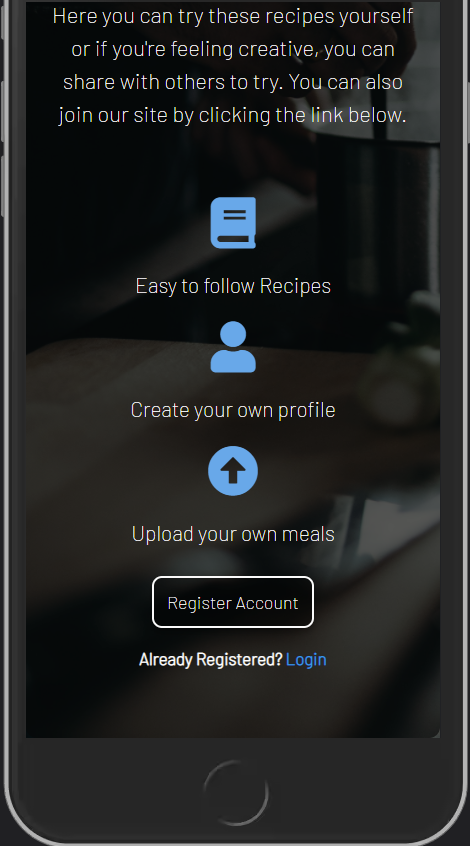 Here you can try these recipes yourself
or if you're feeling creative, you can
share with others to try. You can also
join our site by clicking the link below.
Easy to follow Recipes
Create your own profile
Upload your own meals
Register Account
Already Registered? Login